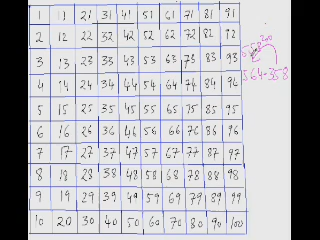 1 11 21 31 41 51 61 71 81 91
2 12 22 32 42 52 62 72 82 92
3 13 23 33 43 53 63 73 83 93
4 14 24 34 44 54 64 74 84 94
5 15 25 35 45 55 65 75 85 95
6 16 26 36 46 56 66 76 86 96
7 17 27 37 47 57 67 77 87 97
8 18 28 38 48 58 68 78 88 98
9 19 29 39 49 59 69 79 89 99
10 20 30 40 50 60 70 80 90 100
564-358